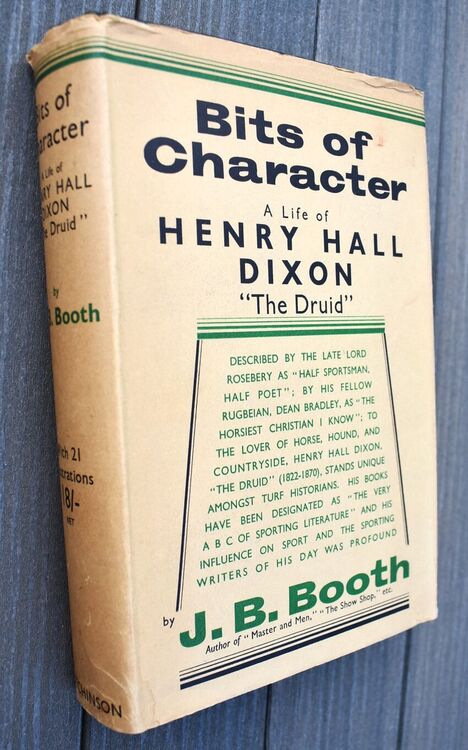 Bits of
Character
A Life of
HENRY HALL
DIXON
"The Druid"
DESCRIBED BY THE LATE LORD
ROSEBERY AS "HALF SPORTSMAN,
HALF POET"; BY HIS FELLOW
RUGBEIAN, DEAN BRADLEY, AS "THE
HORSIEST CHRISTIAN I KNOW"; TO
THE LOVER OF HORSE, HOUND, AND
COUNTRYSIDE, HENRY HALL DIXON,
"THE DRUID" (1822-1870), STANDS UNIQUE
AMONGST TURF HISTORIANS. HIS BOOKS
HAVE BEEN DESIGNATED AS "THE VERY
A B C OF SPORTING LITERATURE" AND HIS
INFLUENCE ON SPORT AND THE SPORTING
WRITERS OF HIS DAY WAS PROFOUND
by J. B. Booth
Author of "Master and Men," "The Show Shop," etc.
Bits of
A Life of
HALL
DIXON
"The Druid"
by
Booth
21
18/-
NET